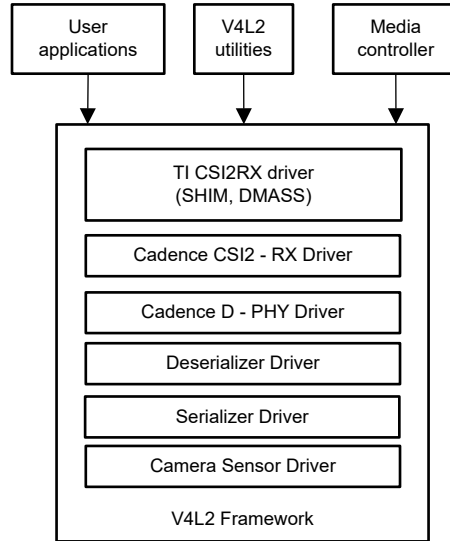 User
applications
V4L2
utilities
Media
controller
TI CSI2RX driver
(SHIM, DMASS)
Cadence CSI2 - RX Driver
Cadence D - PHY Driver
Deserializer Driver
Serializer Driver
Camera Sensor Driver
V4L2 Framework